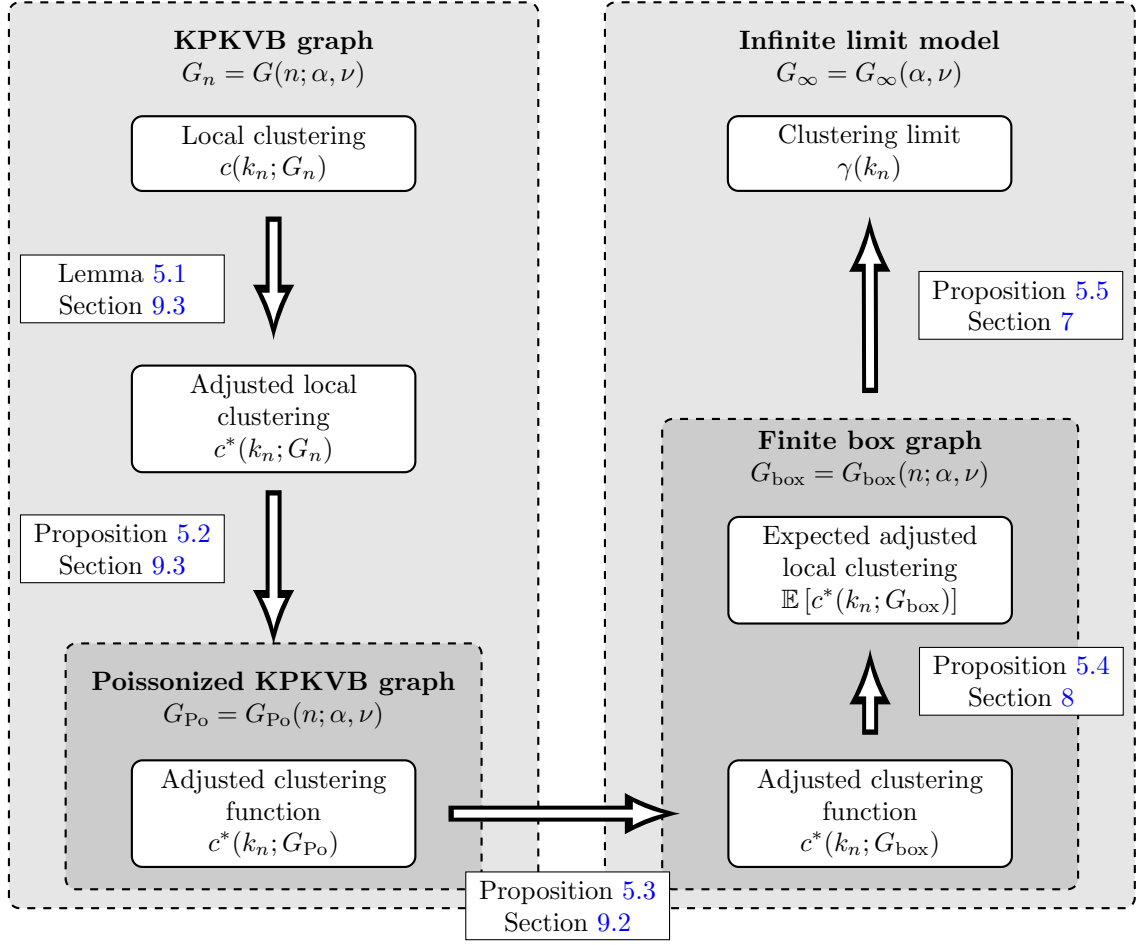 KPKVB graph
G_n = G(n; α, ν)
Local clustering
c(k_n; G_n)
Lemma 5.1
Section 9.3
Adjusted local
clustering
c*(k_n; G_n)
Proposition 5.2
Section 9.3
Poissonized KPKVB graph
G_Po = G_Po(n; α, ν)
Adjusted clustering
function
c*(k_n; G_Po)
Proposition 5.3
Section 9.2
Infinite limit model
G_∞ = G_∞(α, ν)
Clustering limit
γ(k_n)
Proposition 5.5
Section 7
Finite box graph
G_box = G_box(n; α, ν)
Expected adjusted
local clustering
𝔼 [c*(k_n; G_box)]
Proposition 5.4
Section 8
Adjusted clustering
function
c*(k_n; G_box)